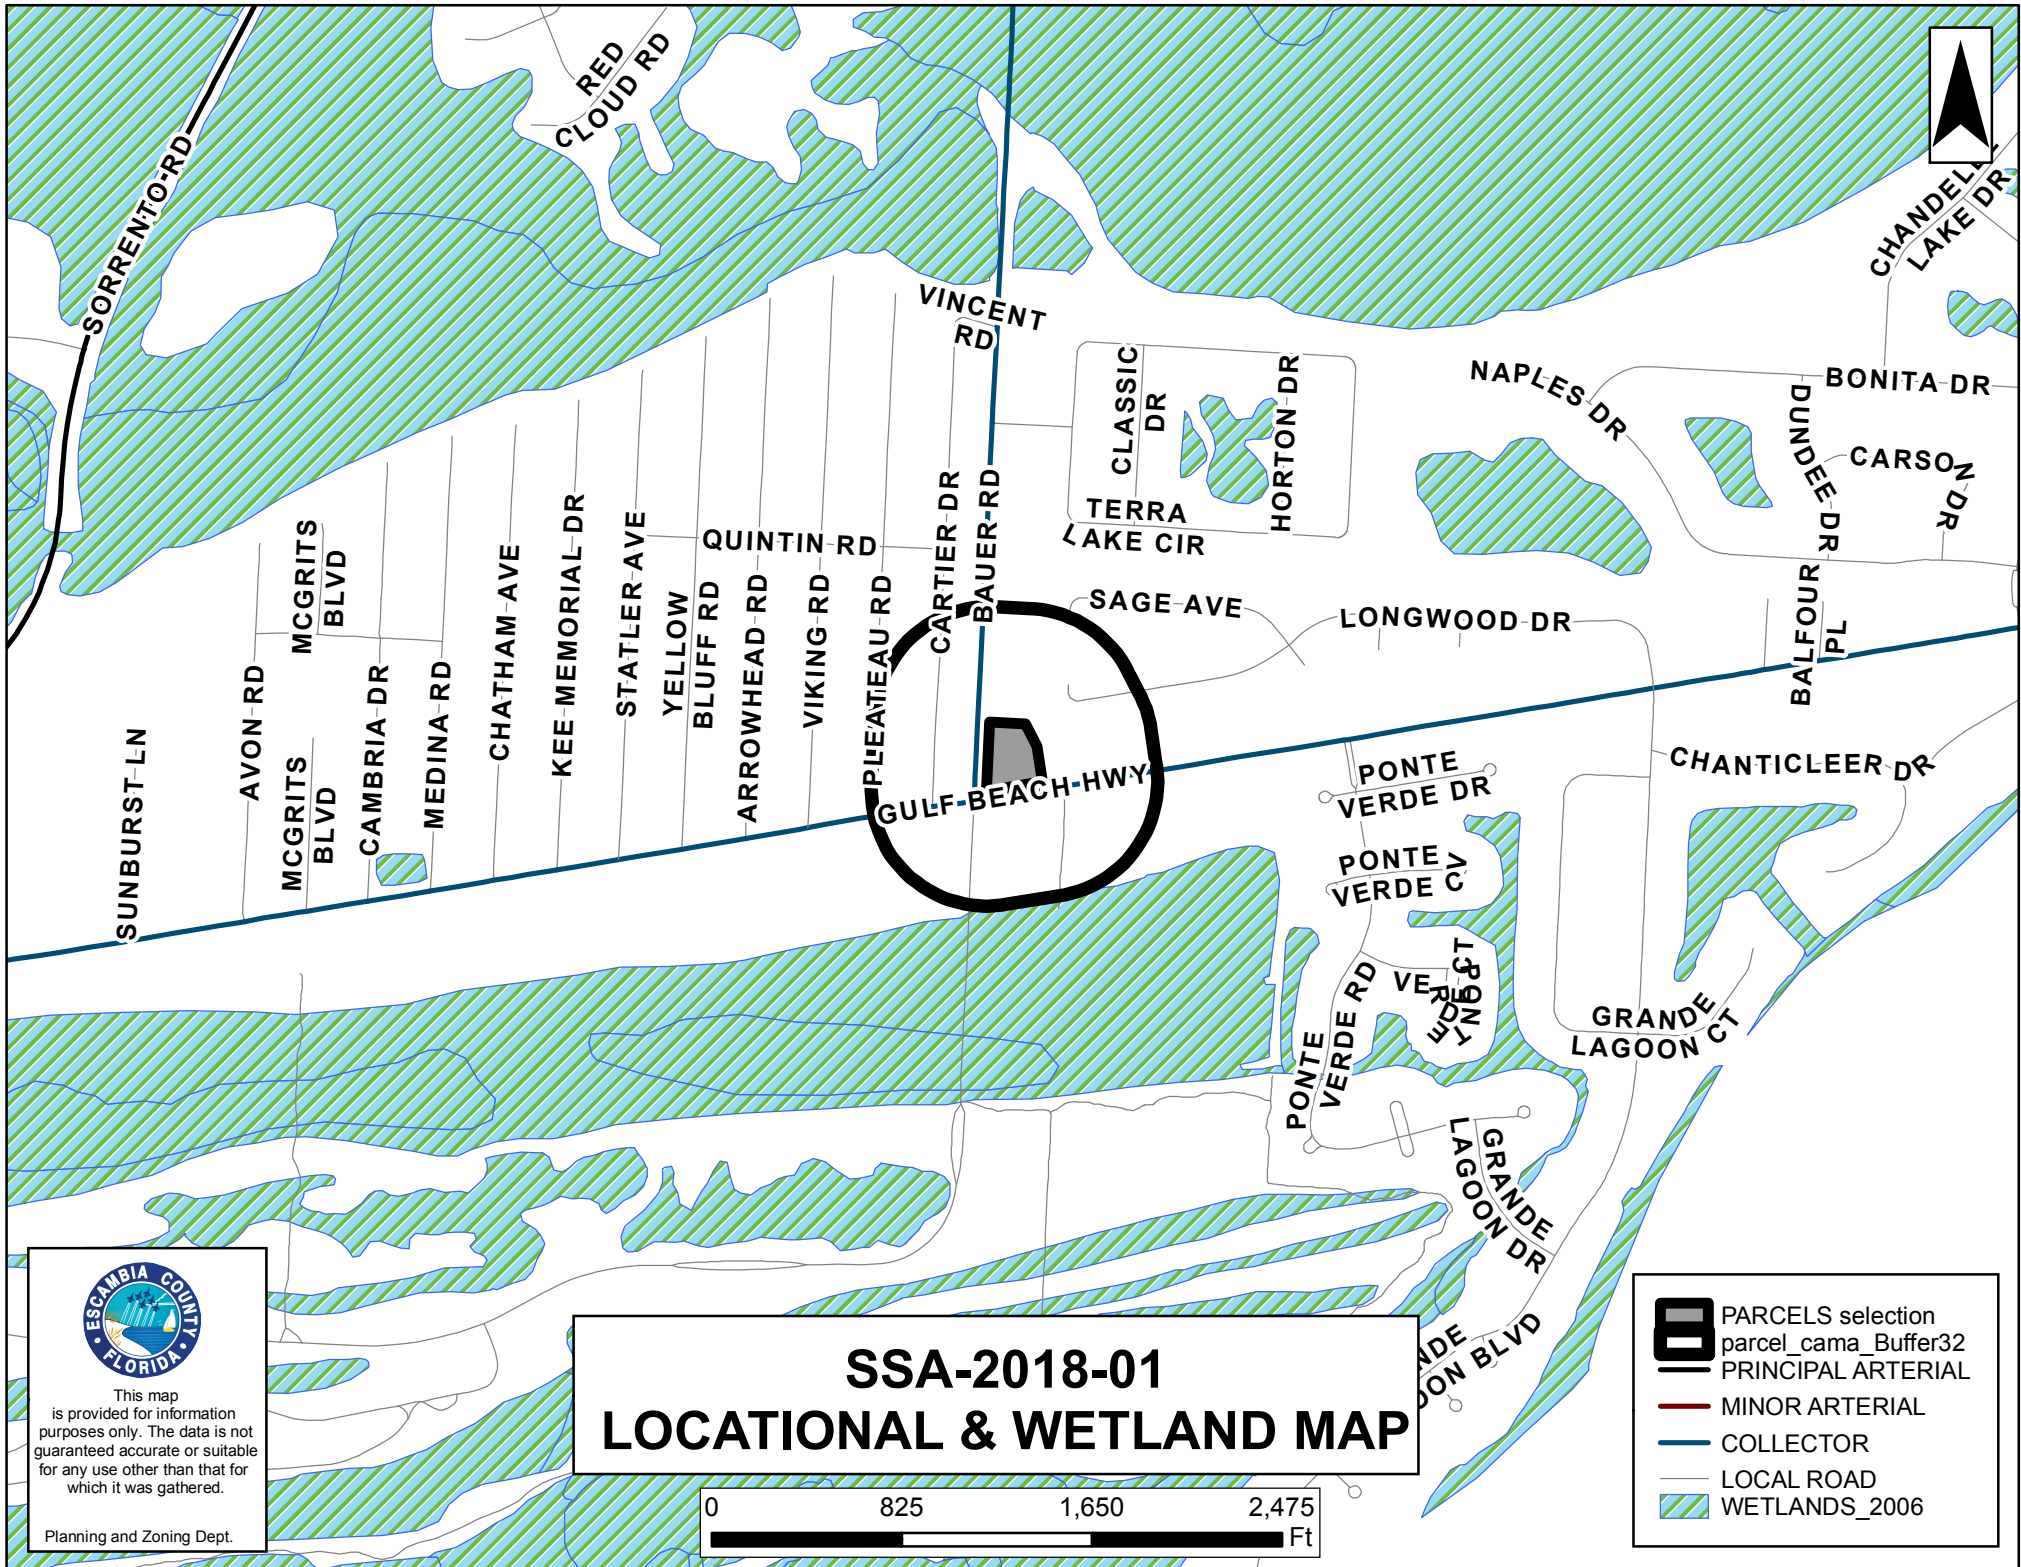 RED
CLOUD RD
SORRENTO RD
CHANDELL
LAKE DR
VINCENT
RD
CLASSIC
DR
HORTON DR
NAPLES DR
BONITA DR
DUNDEE DR
CARSON DR
TERRA
LAKE CIR
CARTIER DR
BAUER RD
QUINTIN RD
MCGRITS
BLVD
AVON RD
CAMBRIA DR
MEDINA RD
CHATHAM AVE
KEE MEMORIAL DR
STATLER AVE
YELLOW
BLUFF RD
ARROWHEAD RD
VIKING RD
PLEATEAU RD
SAGE AVE
LONGWOOD DR
BALFOUR
PL
SUNBURST LN
MCGRITS
BLVD
GULF BEACH HWY
PONTE
VERDE DR
CHANTICLEER DR
PONTE
VERDE CV
PONTE
VERDE CT
PONTE
VERDE RD
GRANDE
LAGOON CT
GRANDE
LAGOON DR
NDE
OON BLVD
ESCAMBIA COUNTY
FLORIDA
This map
is provided for information
purposes only. The data is not
guaranteed accurate or suitable
for any use other than that for
which it was gathered.
Planning and Zoning Dept.
SSA-2018-01
LOCATIONAL & WETLAND MAP
0 825 1,650 2,475
Ft
PARCELS selection
parcel_cama_Buffer32
PRINCIPAL ARTERIAL
MINOR ARTERIAL
COLLECTOR
LOCAL ROAD
WETLANDS_2006